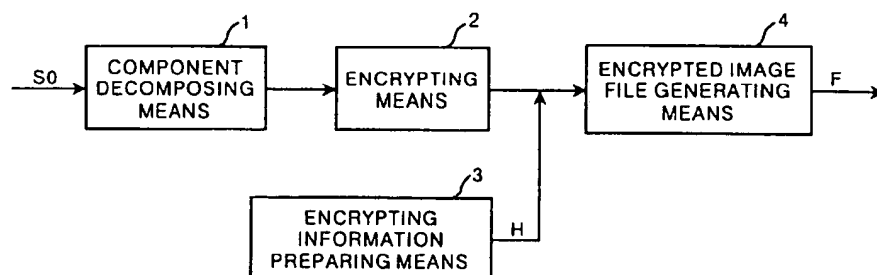 1
2
4
S0
COMPONENT
DECOMPOSING
MEANS
ENCRYPTING
MEANS
ENCRYPTED IMAGE
FILE GENERATING
MEANS
F
3
ENCRYPTING
INFORMATION
PREPARING MEANS
H